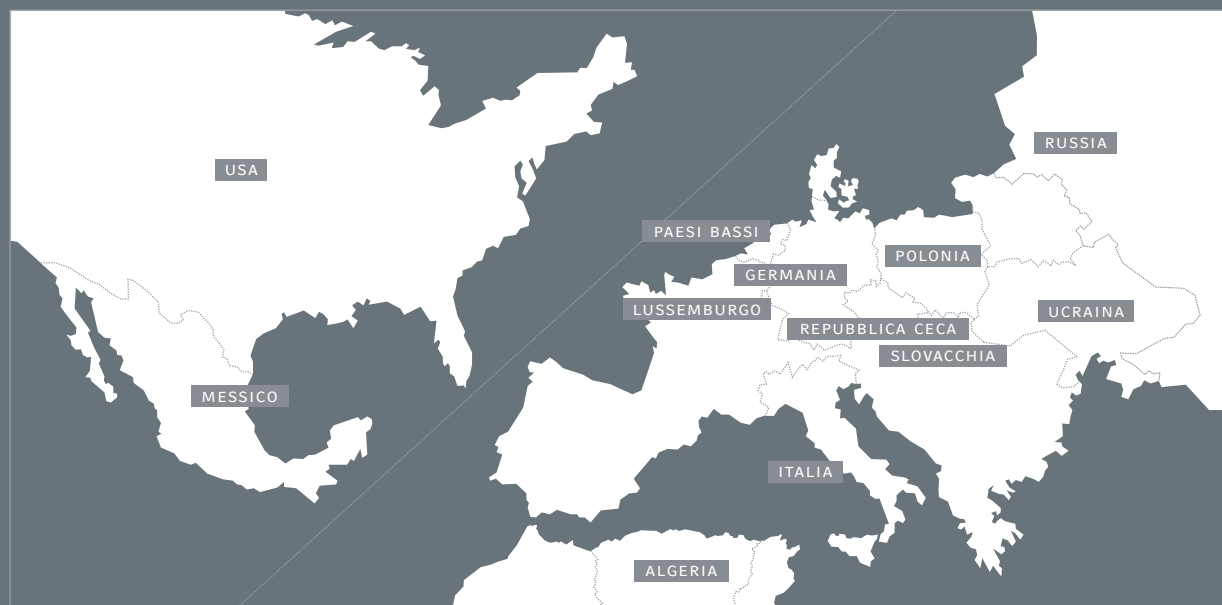 RUSSIA
USA
PAESI BASSI
POLONIA
GERMANIA
LUSSEMBURGO
UCRAINA
REPUBBLICA CECA
SLOVACCHIA
MESSICO
ITALIA
ALGERIA